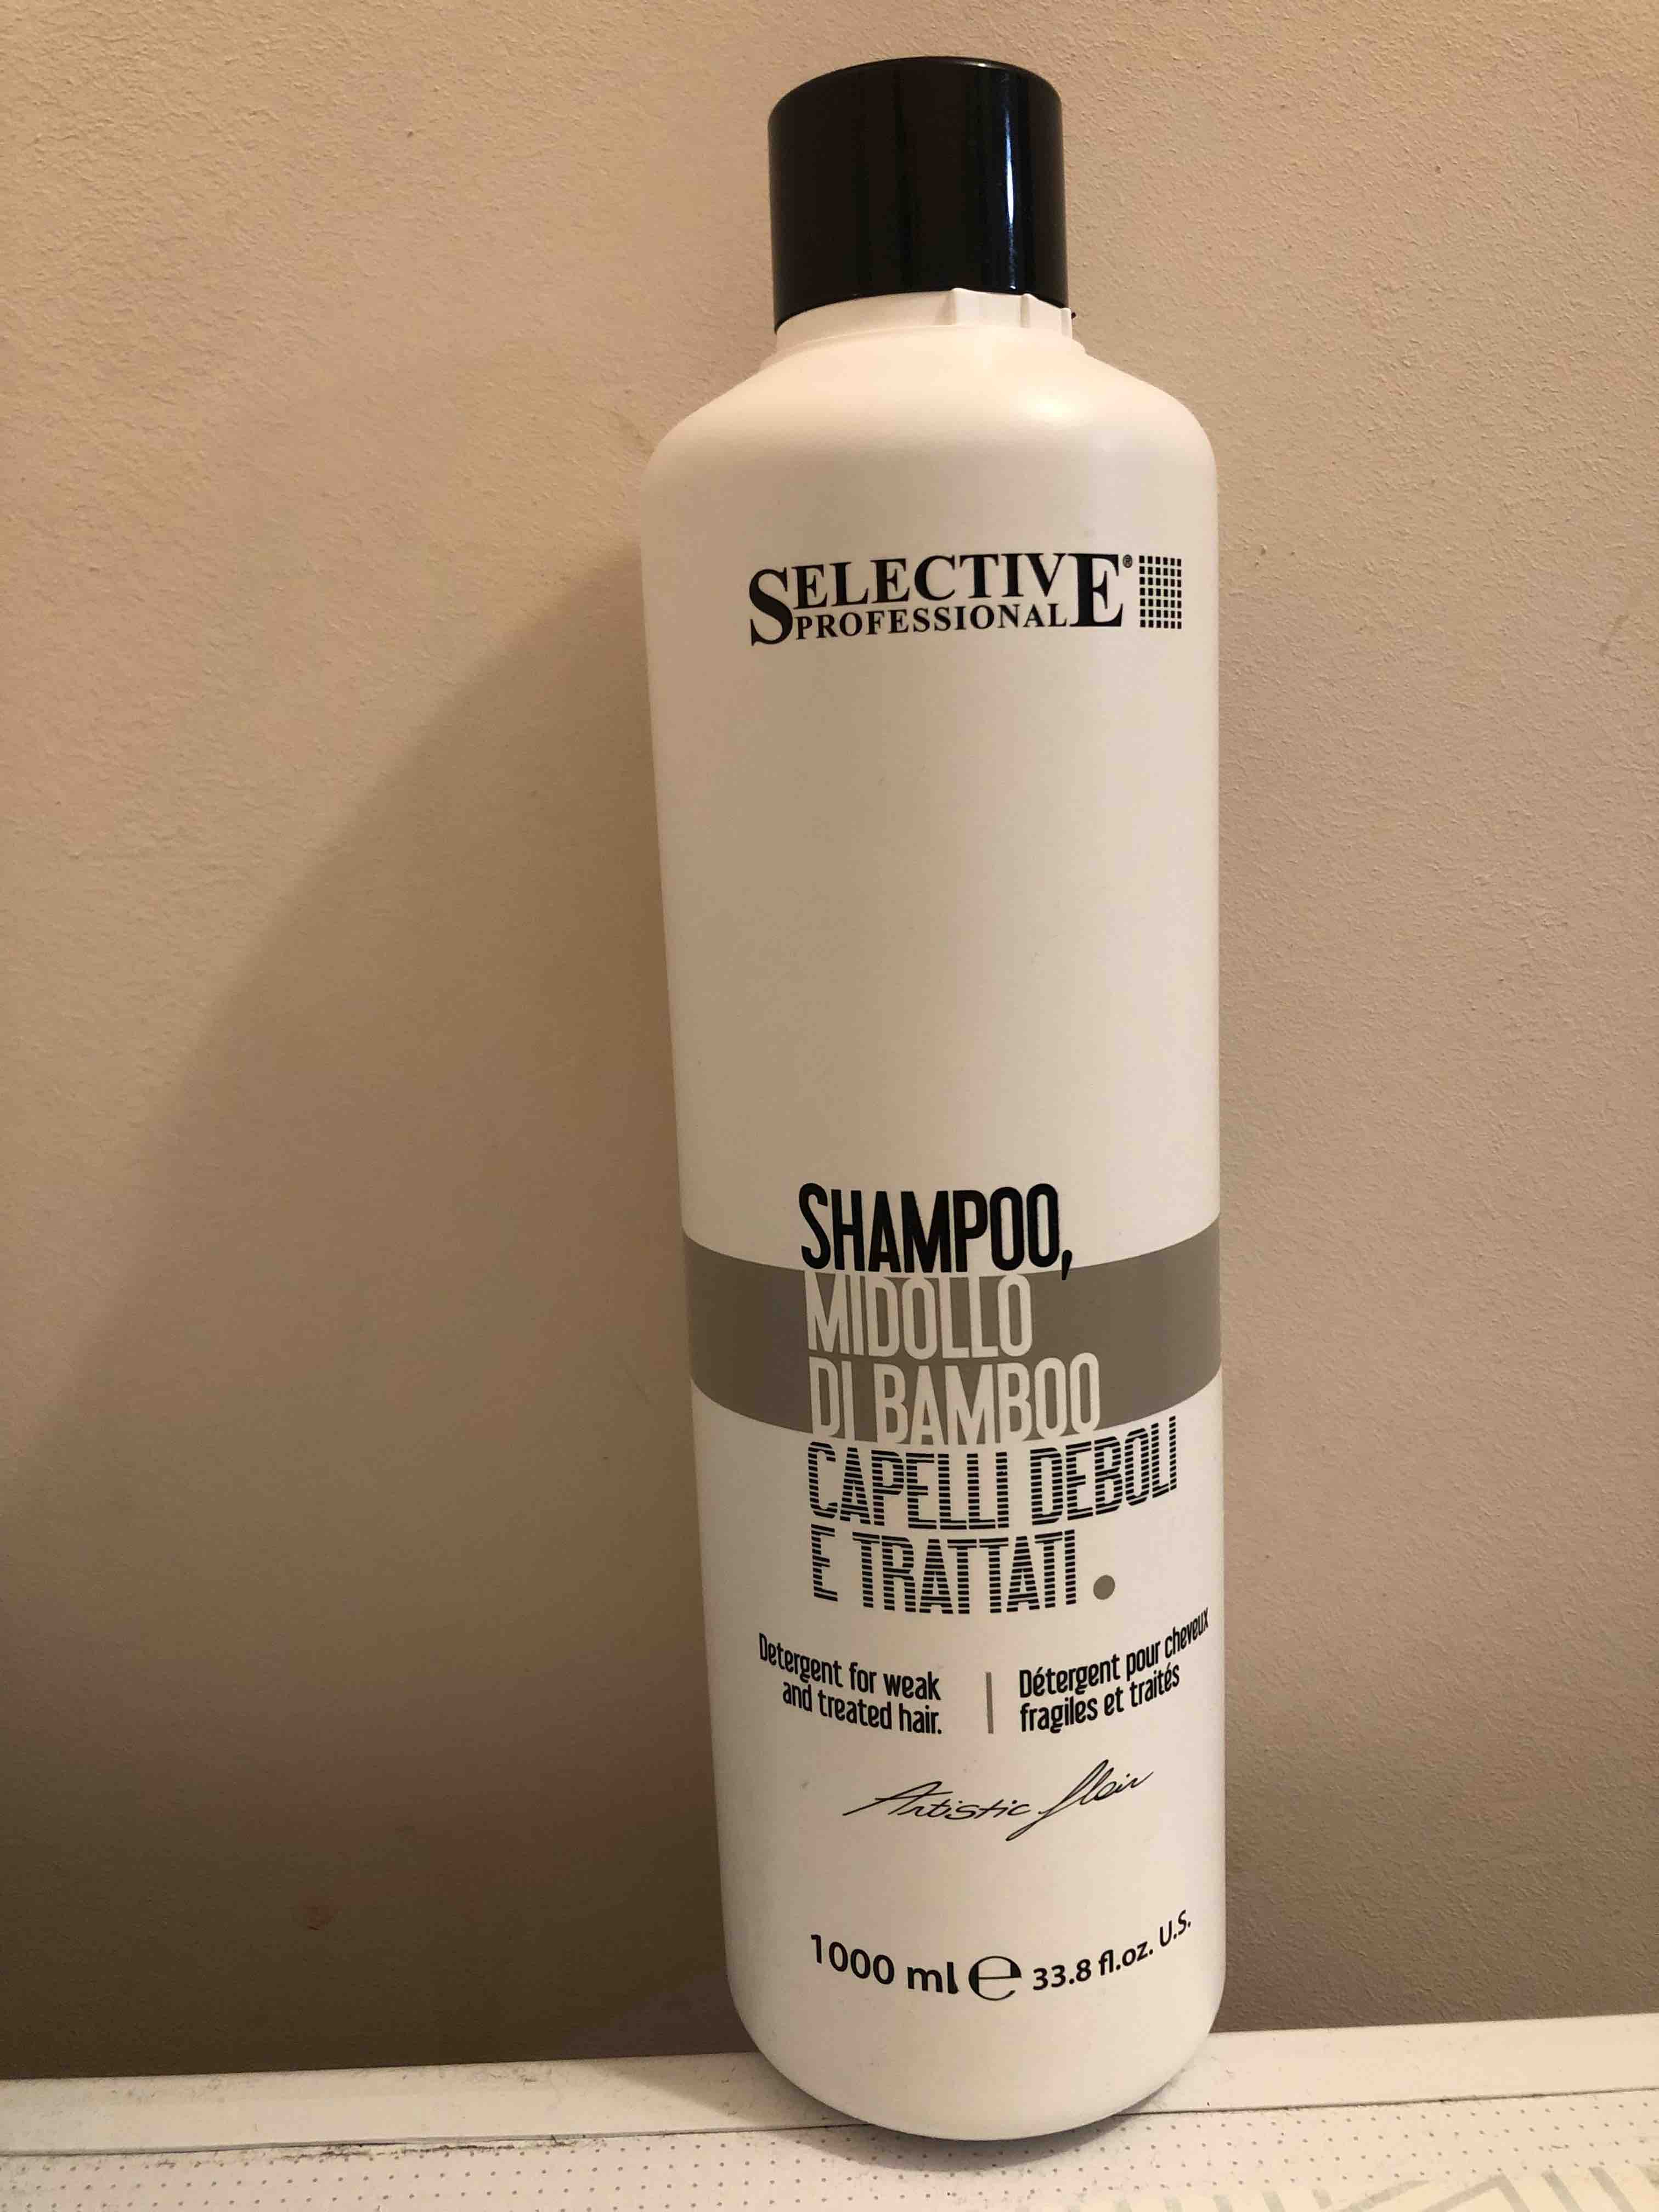 SELECTIVE®
PROFESSIONAL
SHAMPOO,
MIDOLLO
DI BAMBOO
CAPELLI DEBOLI
E TRATTATI.
Detergent for weak
and treated hair.
Détergent pour cheveux
fragiles et traités
Artistic flair
1000 ml ℮ 33.8 fl.oz. U.S.